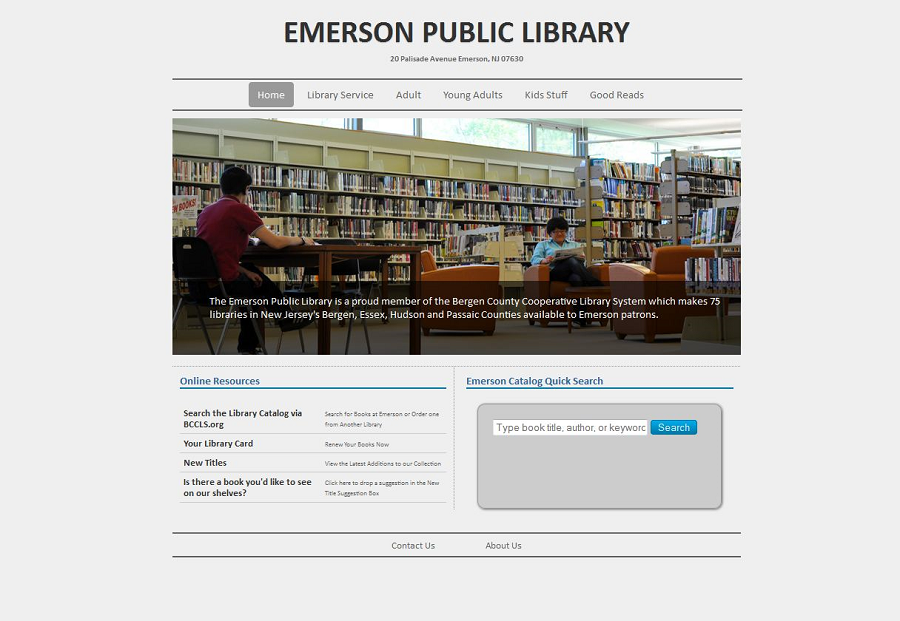 EMERSON PUBLIC LIBRARY
20 Palisade Avenue Emerson, NJ 07630
Home Library Service Adult Young Adults Kids Stuff Good Reads
W BOOKS!
The Emerson Public Library is a proud member of the Bergen County Cooperative Library System which makes 75
libraries in New Jersey's Bergen, Essex, Hudson and Passaic Counties available to Emerson patrons.
Online Resources
Search the Library Catalog via
BCCLS.org
Search for Books at Emerson or Order one
from Another Library
Your Library Card
Renew Your Books Now
New Titles
View the Latest Additions to our Collection
Is there a book you'd like to see
on our shelves?
Click here to drop a suggestion in the New
Title Suggestion Box
Emerson Catalog Quick Search
Type book title, author, or keyword Search
Contact Us About Us